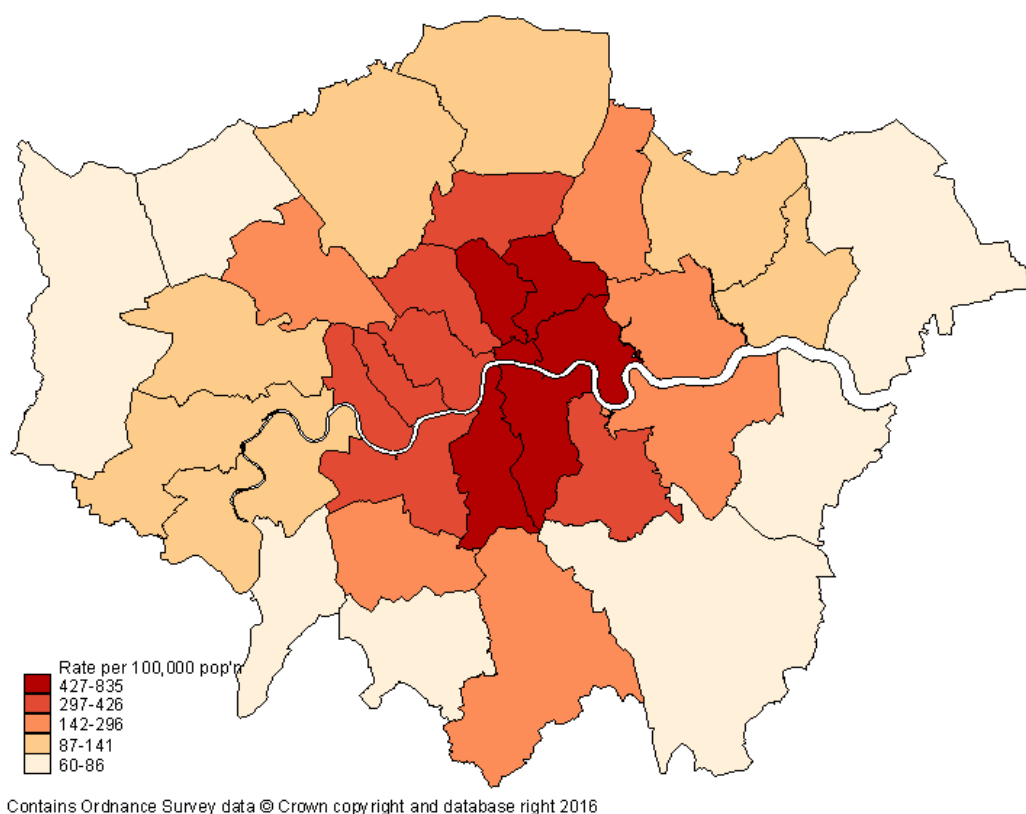 Rate per 100,000 pop'n
427-835
297-426
142-296
87-141
60-86
Contains Ordnance Survey data © Crown copyright and database right 2016